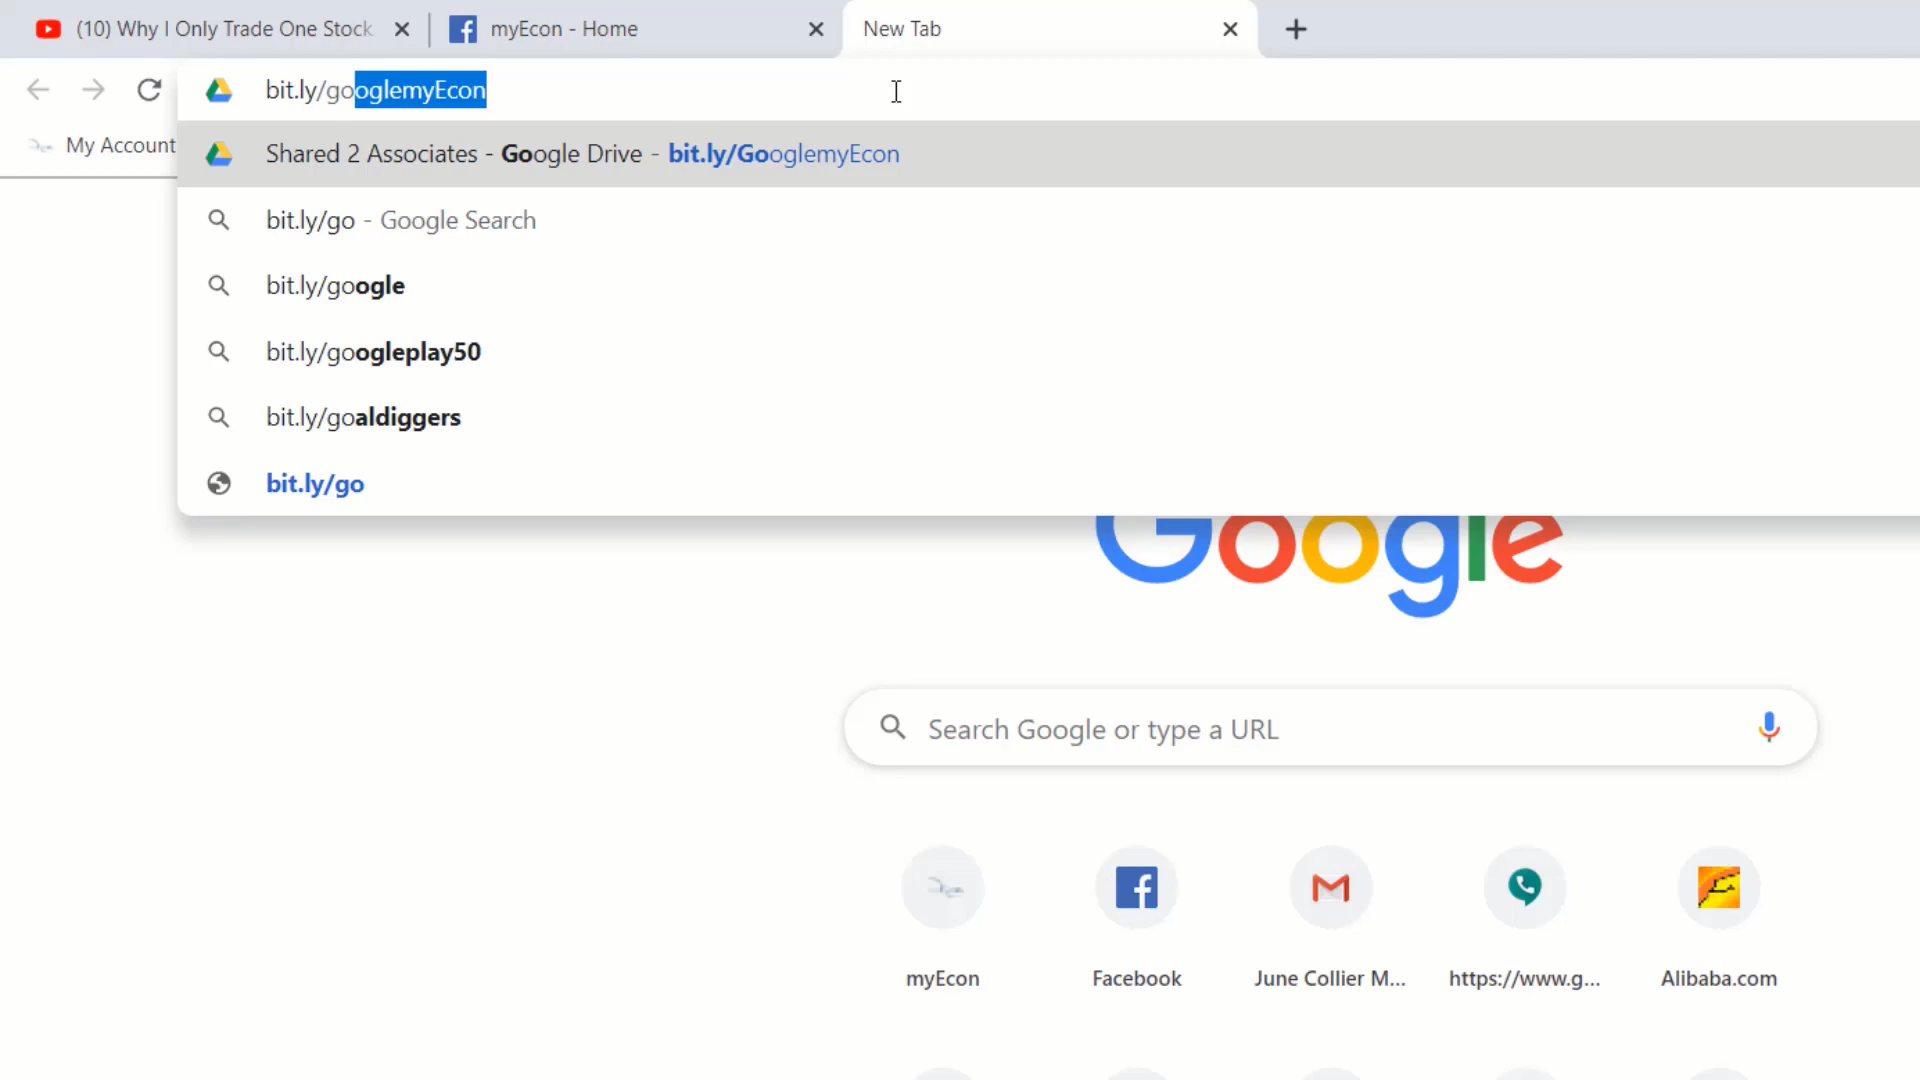 (10) Why I Only Trade One Stock
myEcon - Home
New Tab
bit.ly/googlemyEcon
My Account
Shared 2 Associates - Google Drive - bit.ly/GooglemyEcon
bit.ly/go - Google Search
bit.ly/google
bit.ly/googleplay50
bit.ly/goaldiggers
bit.ly/go
Google
Search Google or type a URL
myEcon
Facebook
June Collier M...
https://www.g...
Alibaba.com